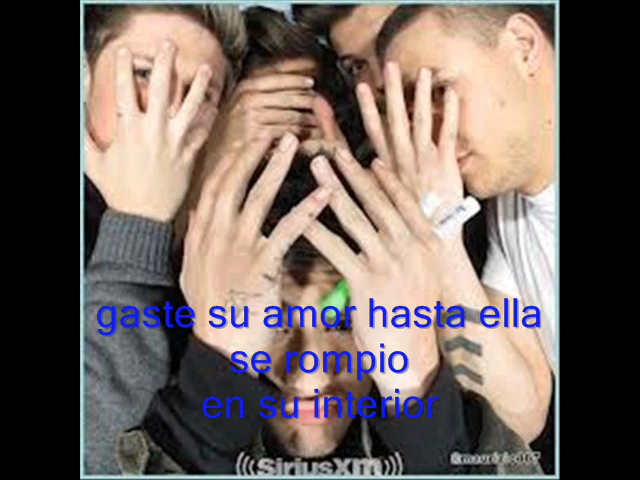 gaste su amor hasta ella
se rompio
en su interior
((SiriusXM))